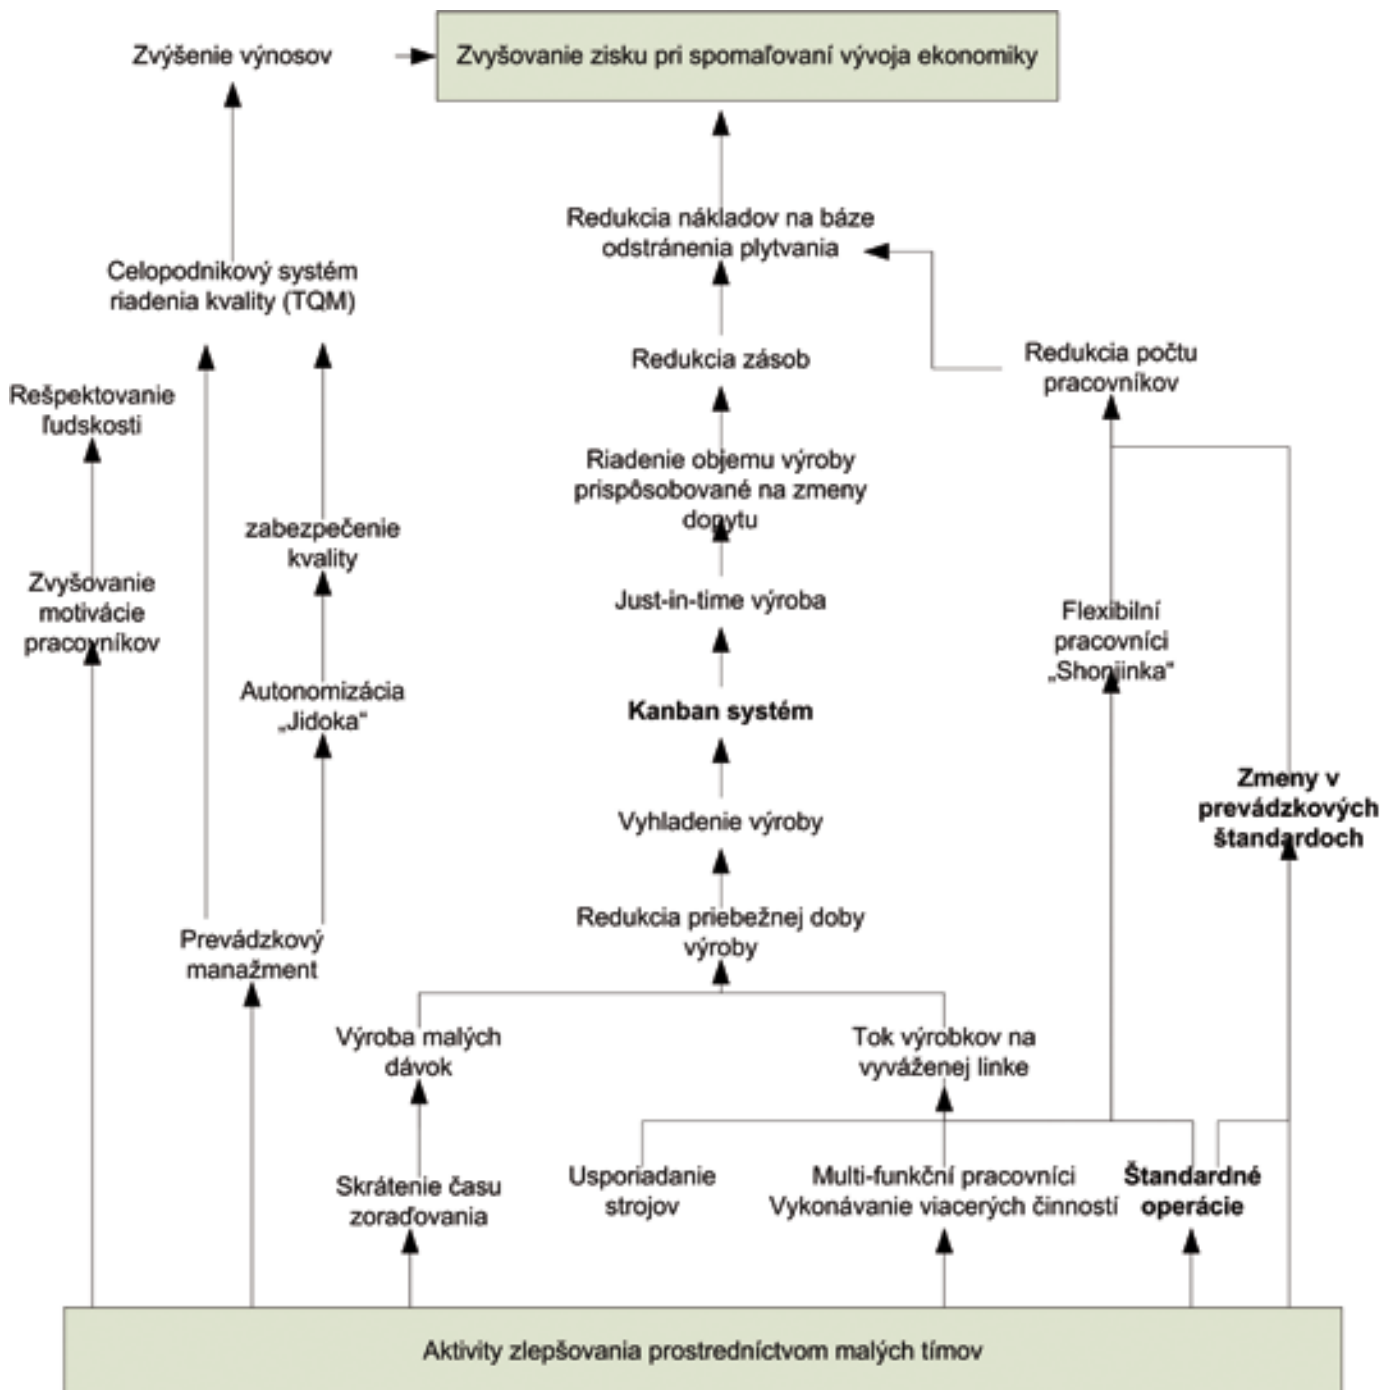 Zvýšenie výnosov
Zvyšovanie zisku pri spomaľovaní vývoja ekonomiky
Redukcia nákladov na báze
odstránenia plytvania
Celopodnikový systém
riadenia kvality (TQM)
Redukcia zásob
Redukcia počtu
pracovníkov
Rešpektovanie
ľudskosti
Riadenie objemu výroby
prispôsobované na zmeny
dopytu
zabezpečenie
kvality
Zvyšovanie
motivácie
pracovníkov
Just-in-time výroba
Flexibilní
pracovníci
„Shonjinka“
Autonomizácia
„Jidoka“
Kanban systém
Zmeny v
prevádzkových
štandardoch
Vyhladenie výroby
Redukcia priebežnej doby
výroby
Prevádzkový
manažment
Výroba malých
dávok
Tok výrobkov na
vyváženej linke
Skrátenie času
zoraďovania
Usporiadanie
strojov
Multi-funkční pracovníci
Vykonávanie viacerých činností
Štandardné
operácie
Aktivity zlepšovania prostredníctvom malých tímov